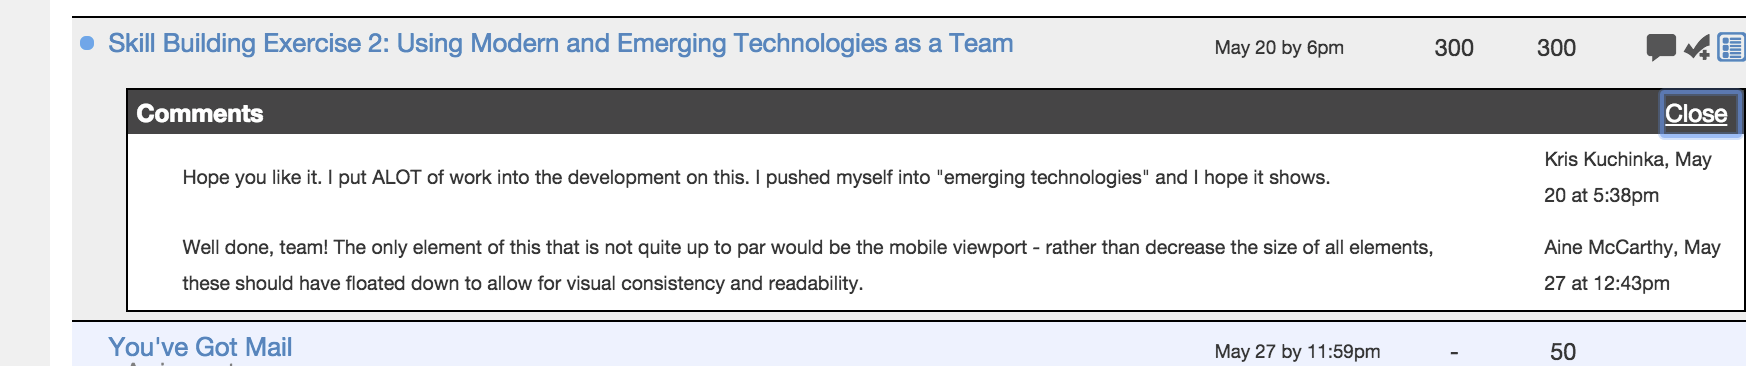 Skill Building Exercise 2: Using Modern and Emerging Technologies as a Team May 20 by 6pm 300 300
Comments Close
Hope you like it. I put ALOT of work into the development on this. I pushed myself into "emerging technologies" and I hope it shows.
Kris Kuchinka, May
20 at 5:38pm
Well done, team! The only element of this that is not quite up to par would be the mobile viewport - rather than decrease the size of all elements,
these should have floated down to allow for visual consistency and readability.
Aine McCarthy, May
27 at 12:43pm
You've Got Mail May 27 by 11:59pm - 50